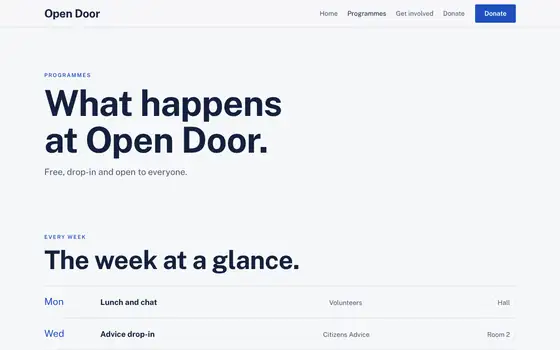 Open Door
Home Programmes Get involved Donate Donate
PROGRAMMES
What happens
at Open Door.
Free, drop-in and open to everyone.
EVERY WEEK
The week at a glance.
Mon Lunch and chat Volunteers Hall
Wed Advice drop-in Citizens Advice Room 2